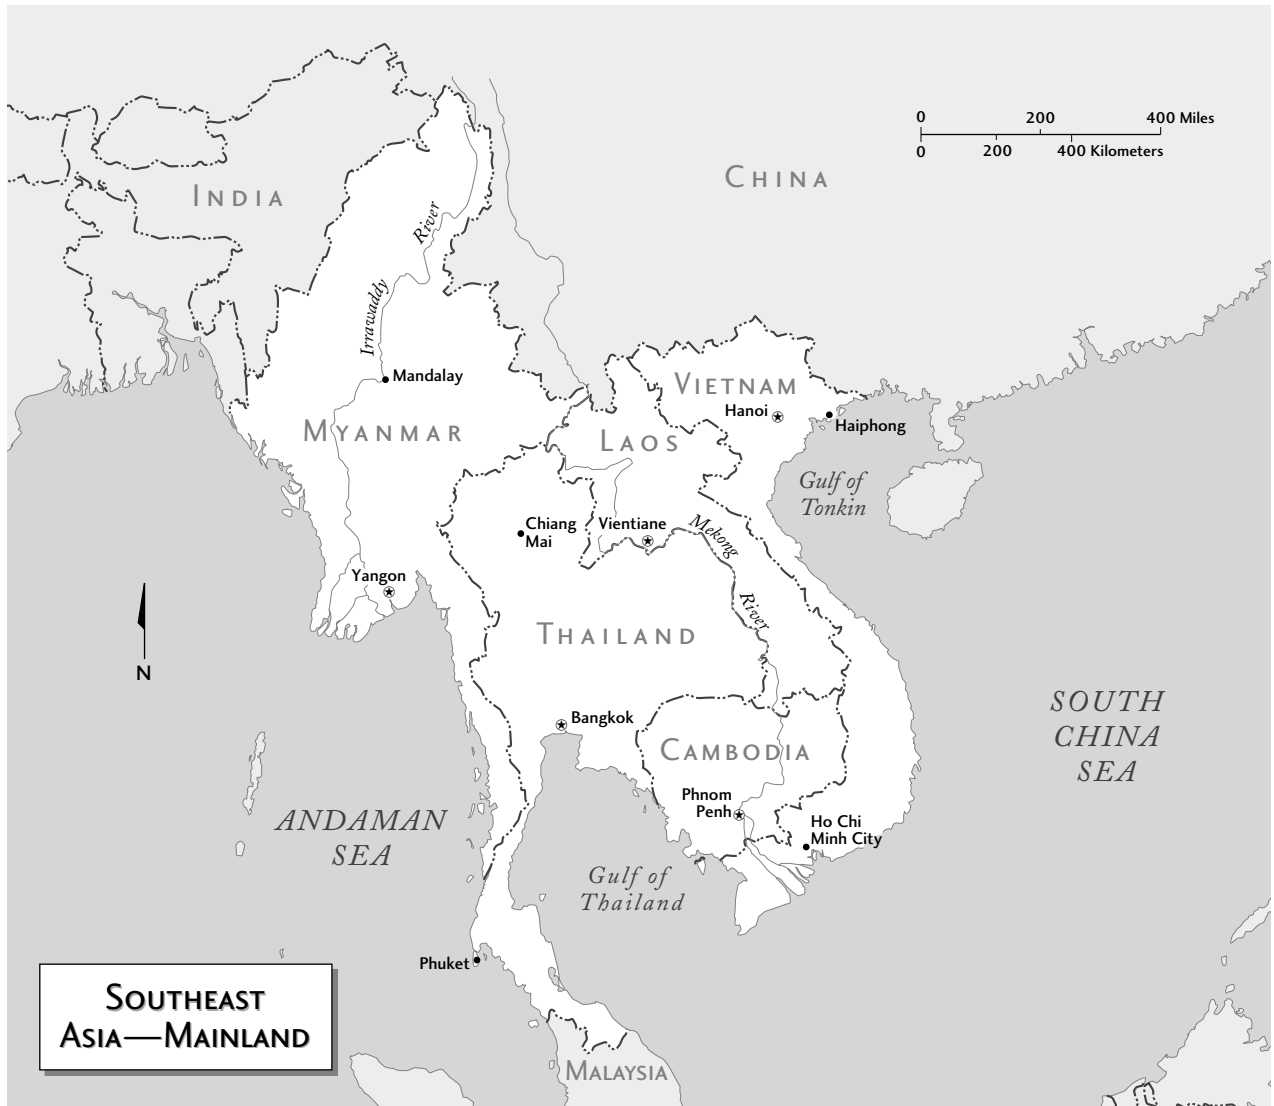 0 200 400 Miles
0 200 400 Kilometers
CHINA
INDIA
Irrawaddy River
Mandalay
MYANMAR
VIETNAM
Hanoi
Haiphong
LAOS
Gulf of
Tonkin
Chiang
Mai
Vientiane
Mekong River
Yangon
N
THAILAND
Bangkok
CAMBODIA
Phnom
Penh
Ho Chi
Minh City
SOUTH
CHINA
SEA
ANDAMAN
SEA
Gulf of
Thailand
Phuket
SOUTHEAST
ASIA—MAINLAND
MALAYSIA